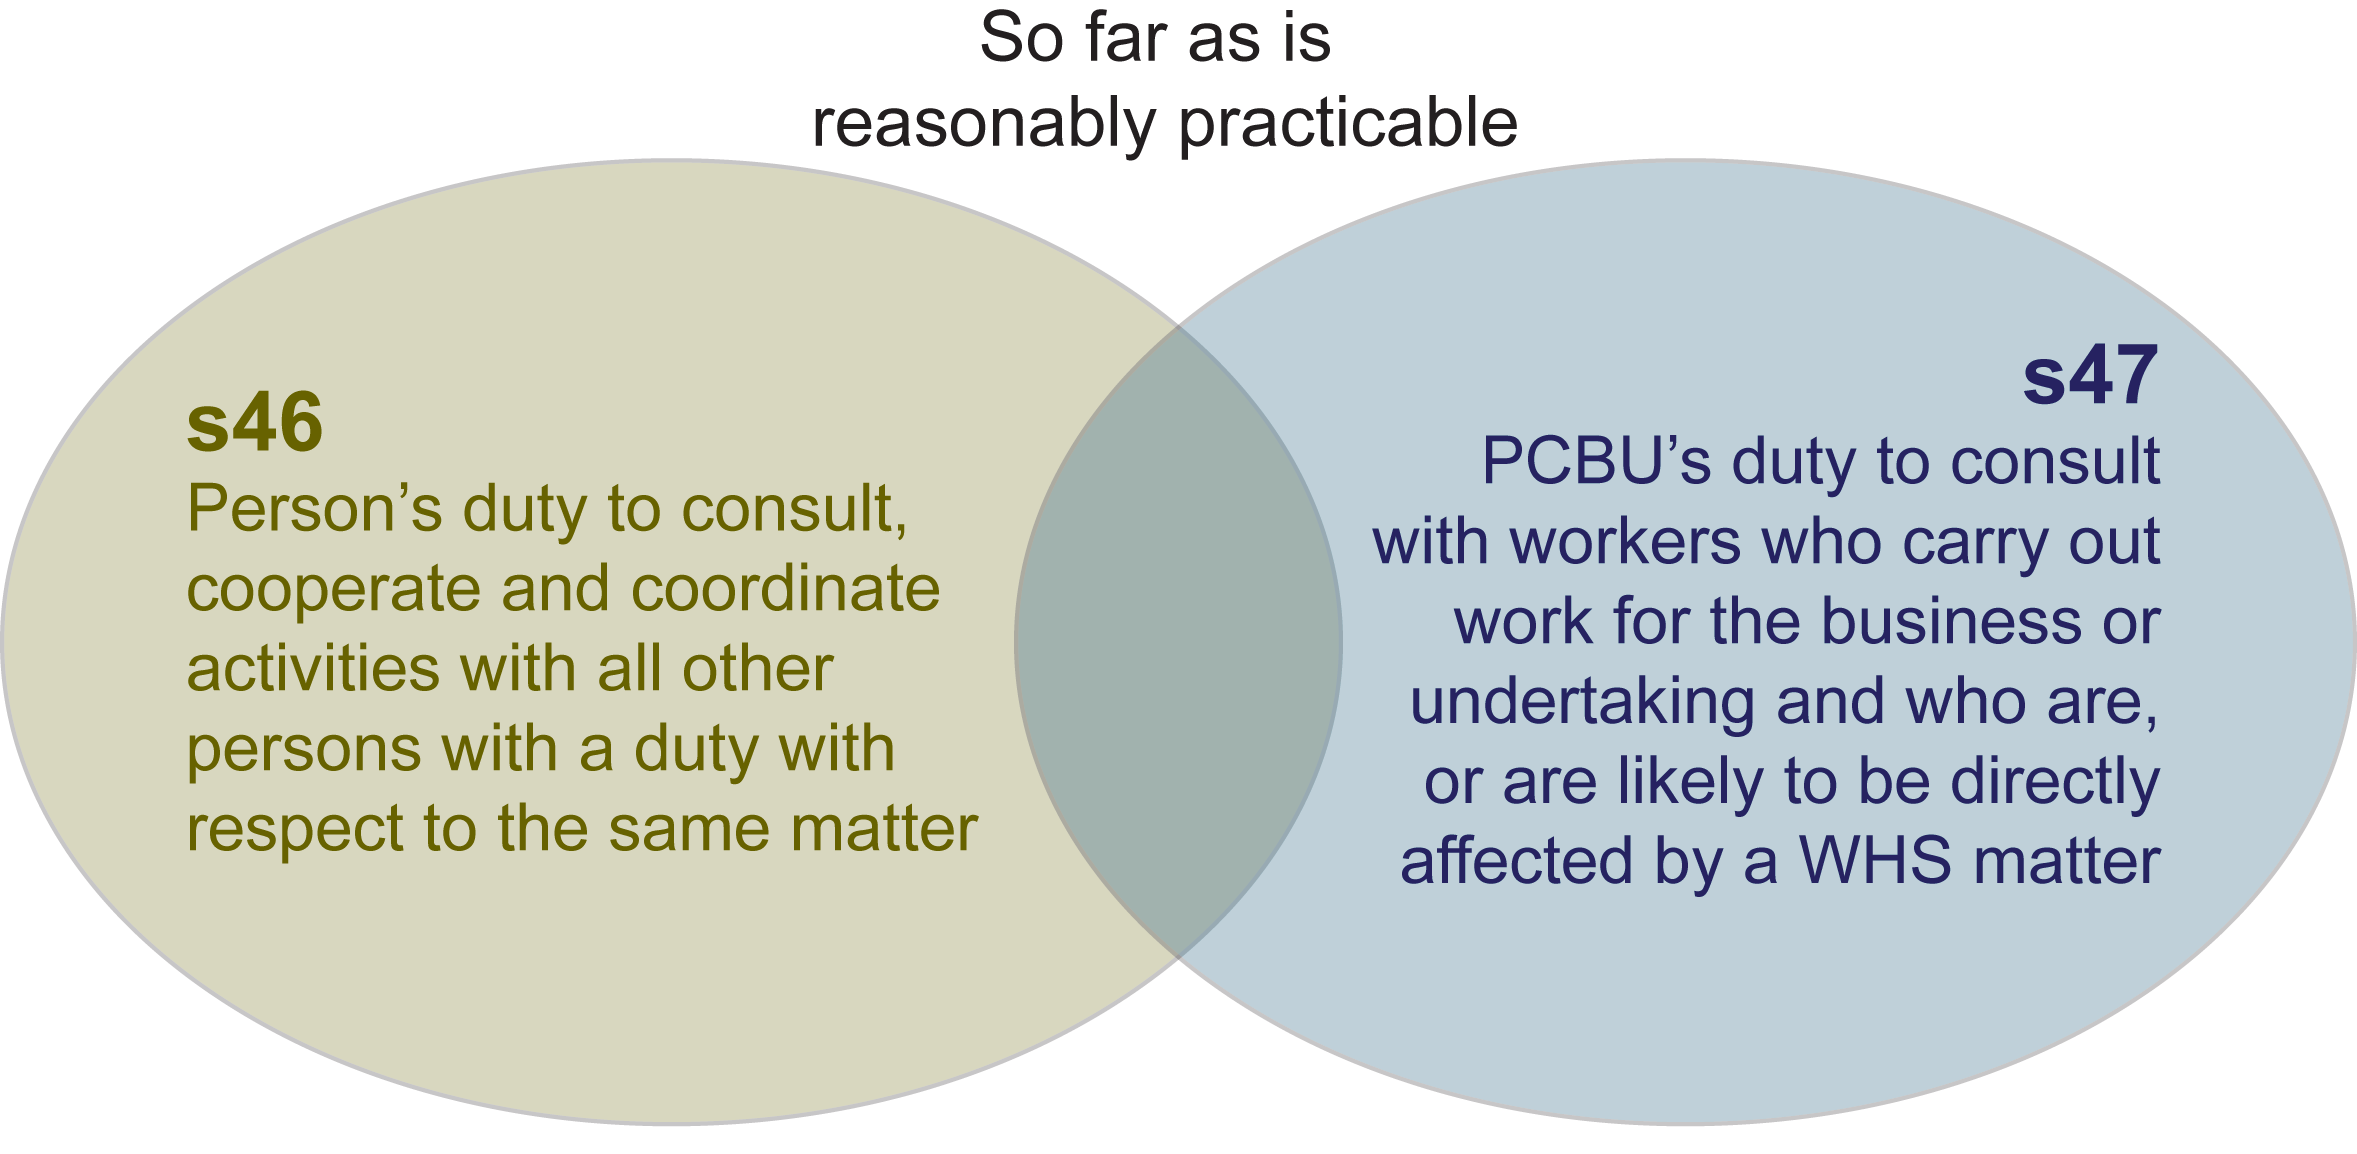 So far as is
reasonably practicable
s46
Person’s duty to consult,
cooperate and coordinate
activities with all other
persons with a duty with
respect to the same matter
s47
PCBU’s duty to consult
with workers who carry out
work for the business or
undertaking and who are,
or are likely to be directly
affected by a WHS matter